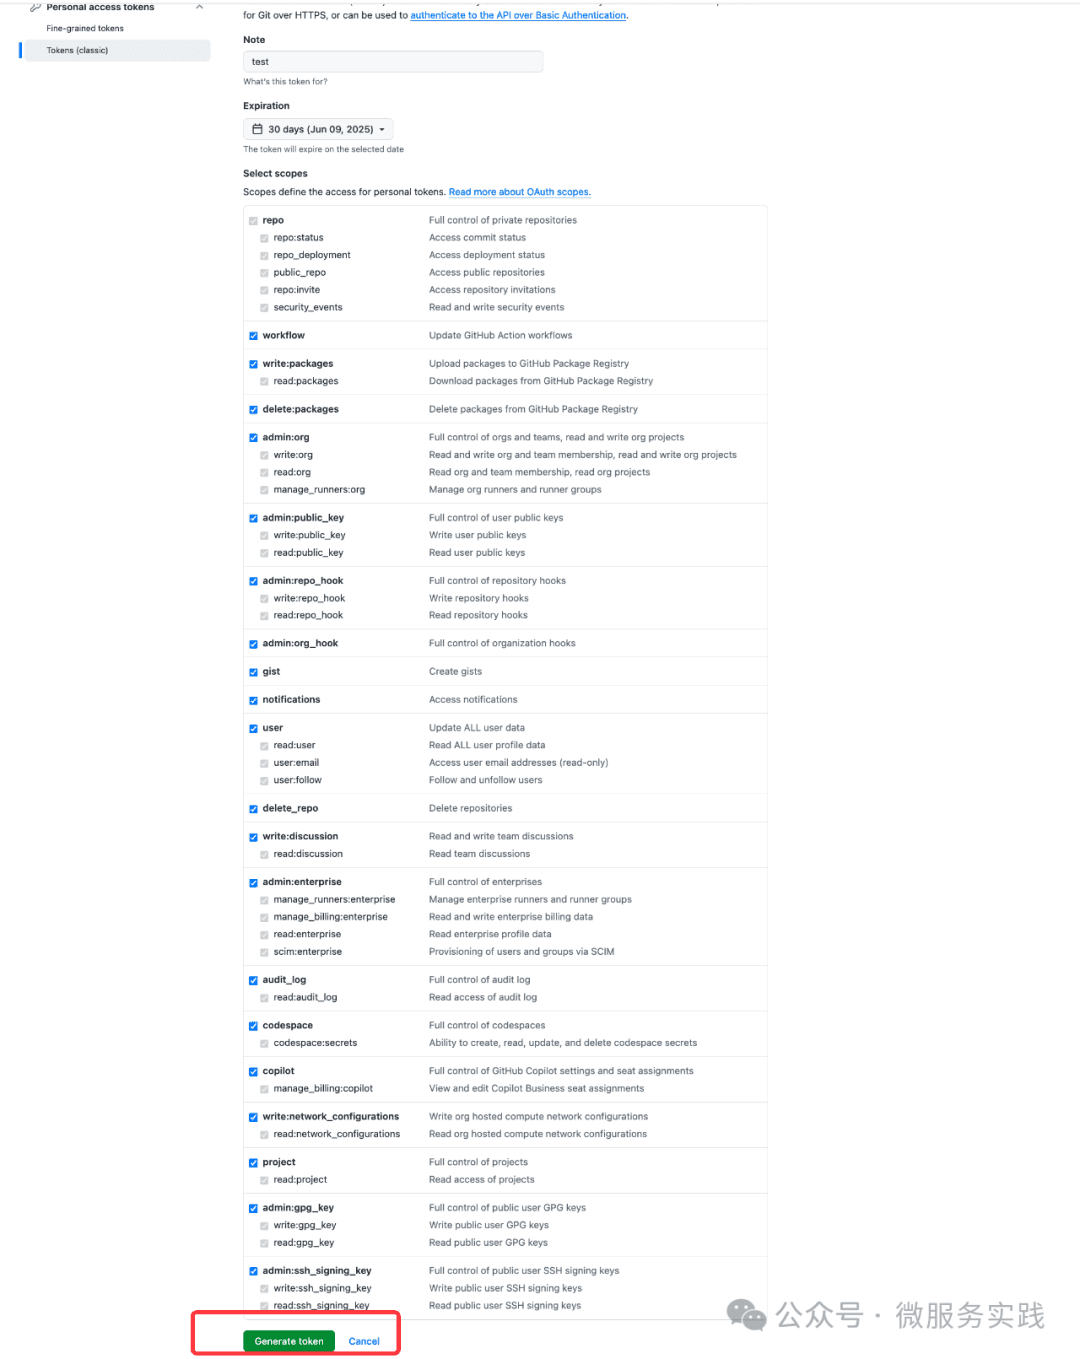 Personal access tokens
Fine-grained tokens
Tokens (classic)
for Git over HTTPS, or can be used to authenticate to the API over Basic Authentication.
Note
test
What's this token for?
Expiration
30 days (Jun 09, 2025)
The token will expire on the selected date
Select scopes
Scopes define the access for personal tokens. Read more about OAuth scopes.
repo Full control of private repositories
repo:status Access commit status
repo_deployment Access deployment status
public_repo Access public repositories
repo:invite Access repository invitations
security_events Read and write security events
workflow Update GitHub Action workflows
write:packages Upload packages to GitHub Package Registry
read:packages Download packages from GitHub Package Registry
delete:packages Delete packages from GitHub Package Registry
admin:org Full control of orgs and teams, read and write org projects
write:org Read and write org and team membership, read and write org projects
read:org Read org and team membership, read org projects
manage_runners:org Manage org runners and runner groups
admin:public_key Full control of user public keys
write:public_key Write user public keys
read:public_key Read user public keys
admin:repo_hook Full control of repository hooks
write:repo_hook Write repository hooks
read:repo_hook Read repository hooks
admin:org_hook Full control of organization hooks
gist Create gists
notifications Access notifications
user Update ALL user data
read:user Read ALL user profile data
user:email Access user email addresses (read-only)
user:follow Follow and unfollow users
delete_repo Delete repositories
write:discussion Read and write team discussions
read:discussion Read team discussions
admin:enterprise Full control of enterprises
manage_runners:enterprise Manage enterprise runners and runner groups
manage_billing:enterprise Read and write enterprise billing data
read:enterprise Read enterprise profile data
scim:enterprise Provisioning of users and groups via SCIM
audit_log Full control of audit log
read:audit_log Read access of audit log
codespace Full control of codespaces
codespace:secrets Ability to create, read, update, and delete codespace secrets
copilot Full control of GitHub Copilot settings and seat assignments
manage_billing:copilot View and edit Copilot Business seat assignments
write:network_configurations Write org hosted compute network configurations
read:network_configurations Read org hosted compute network configurations
project Full control of projects
read:project Read access of projects
admin:gpg_key Full control of public user GPG keys
write:gpg_key Write public user GPG keys
read:gpg_key Read public user GPG keys
admin:ssh_signing_key Full control of public user SSH signing keys
write:ssh_signing_key Write public user SSH signing keys
read:ssh_signing_key Read public user SSH signing keys
公众号 · 微服务实践
Generate token Cancel